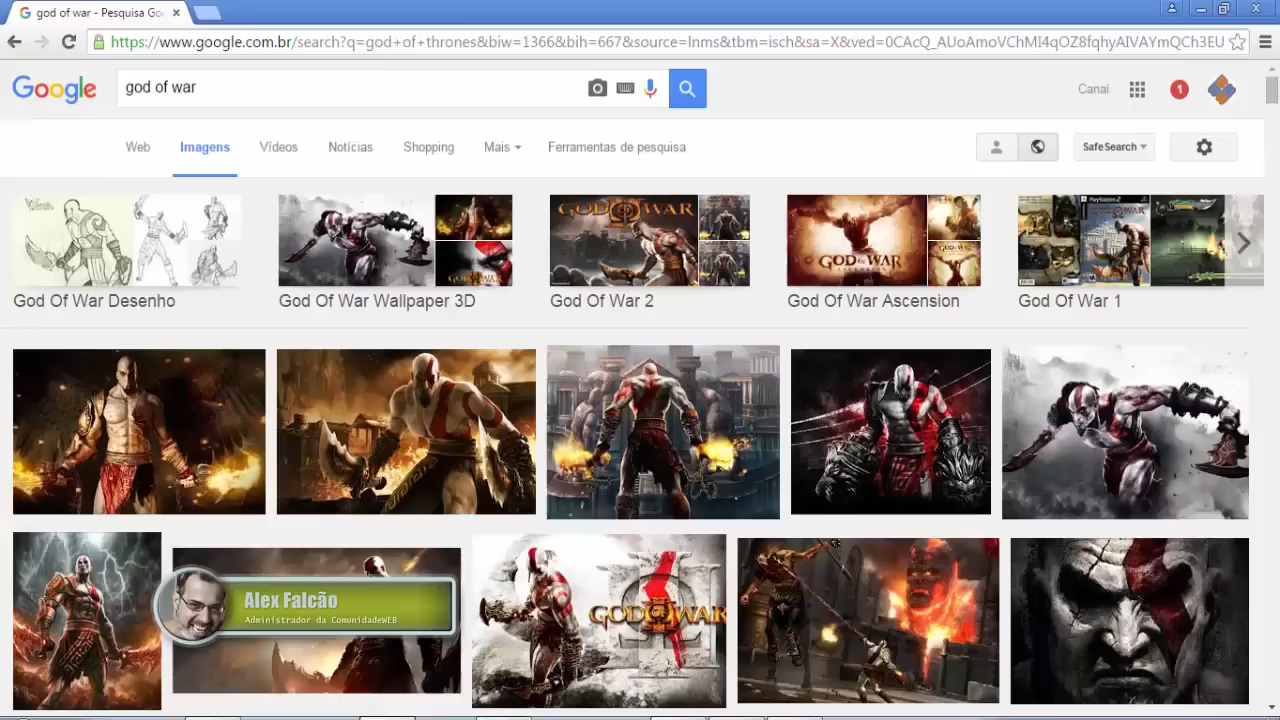 god of war - Pesquisa Go
https://www.google.com.br/search?q=god+of+thrones&biw=1366&bih=667&source=lnms&tbm=isch&sa=X&ved=0CAcQ_AUoAmoVChMI4qOZ8fqhyAIVAYmQCh3EU
Google
god of war
Canal
1
Web
Imagens
Vídeos
Notícias
Shopping
Mais
Ferramentas de pesquisa
SafeSearch
GOD OF WAR
GOD OF WAR
PlayStation 2
God Of War Desenho
God Of War Wallpaper 3D
God Of War 2
God Of War Ascension
God Of War 1
Alex Falcão
Administrador da ComunidadeWEB
GOD OF WAR